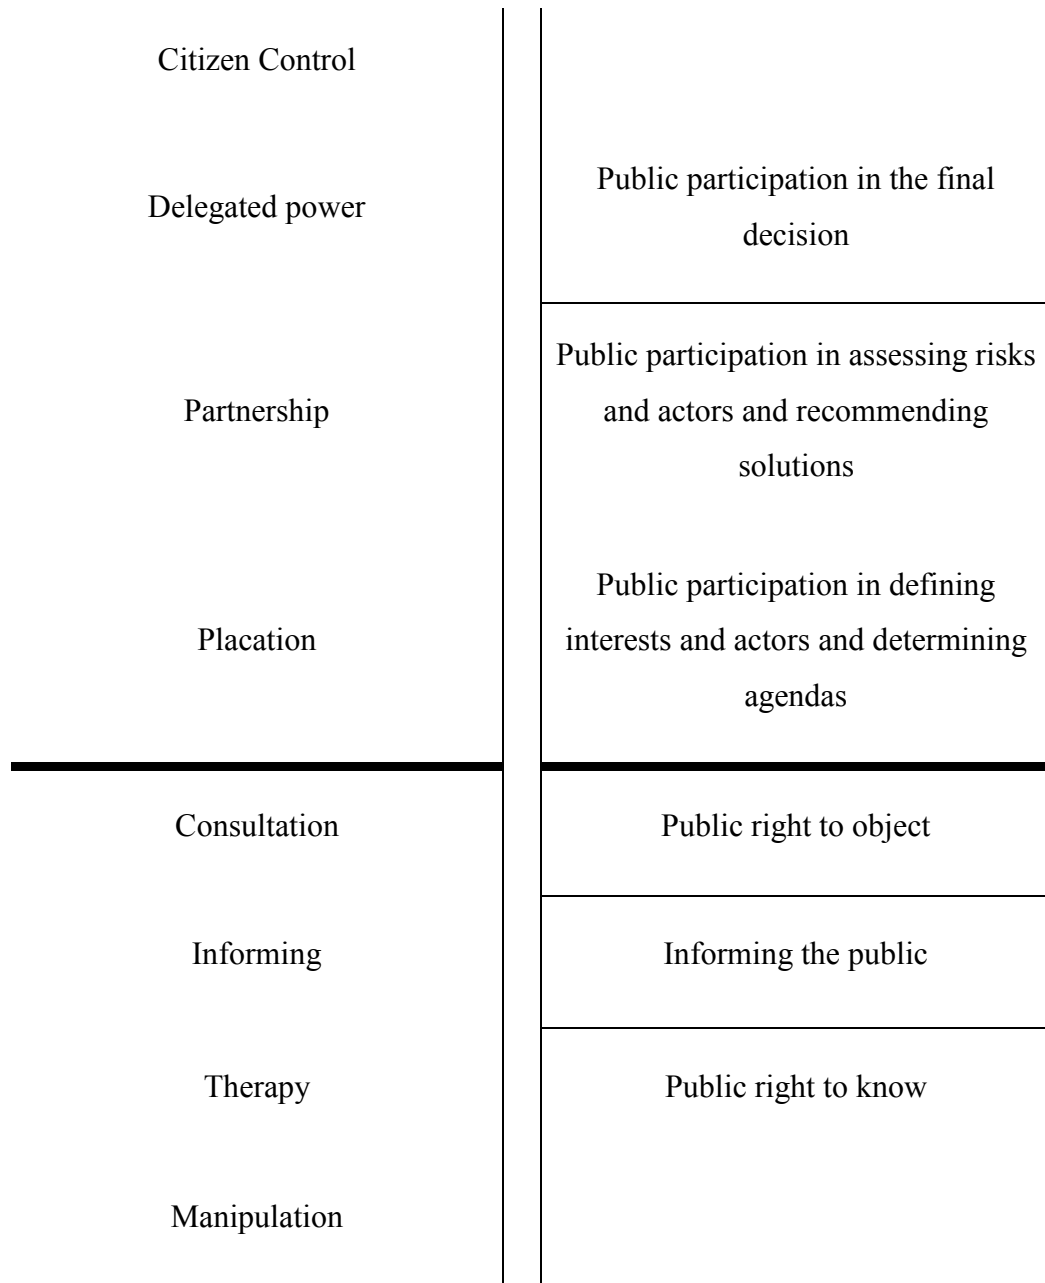 Citizen Control
Delegated power
Public participation in the final
decision
Partnership
Public participation in assessing risks
and actors and recommending
solutions
Placation
Public participation in defining
interests and actors and determining
agendas
Consultation
Public right to object
Informing
Informing the public
Therapy
Public right to know
Manipulation